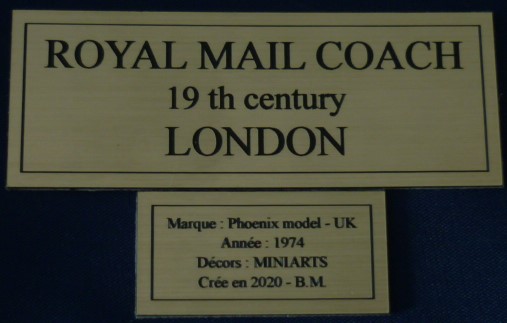 ROYAL MAIL COACH
19 th century
LONDON
Marque : Phoenix model - UK
Année : 1974
Décors : MINIARTS
Crée en 2020 - B.M.